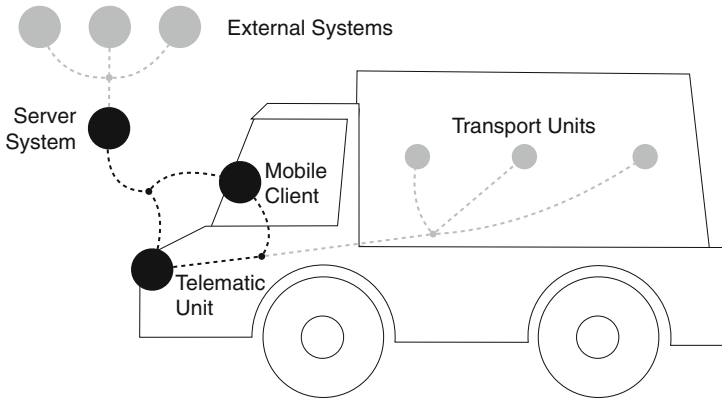 External Systems
Server
System
Transport Units
Mobile
Client
Telematic
Unit